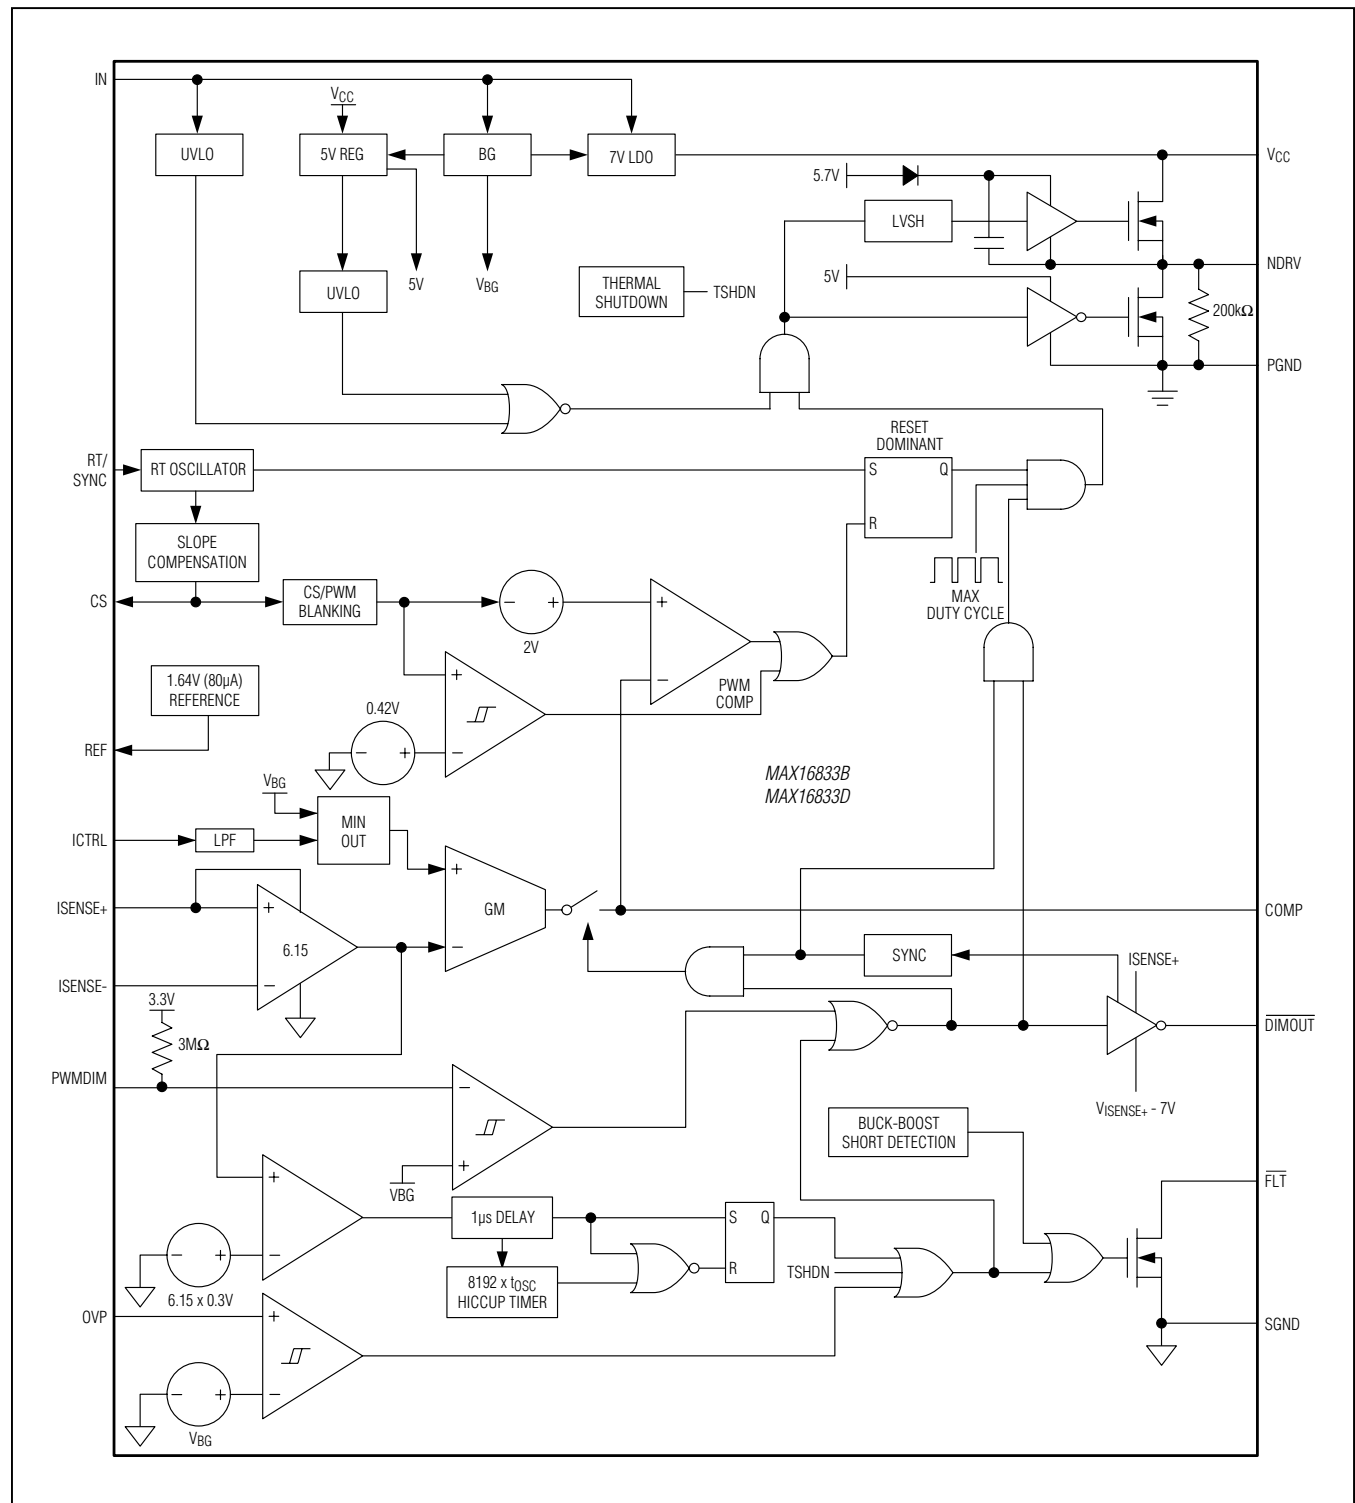 IN
VCC
UVLO
5V REG
BG
7V LDO
VCC
5.7V
LVSH
NDRV
5V
VBG
THERMAL
SHUTDOWN
TSHDN
5V
UVLO
200kΩ
PGND
RESET
DOMINANT
RT/
SYNC
RT OSCILLATOR
S
Q
R
SLOPE
COMPENSATION
CS
CS/PWM
BLANKING
-
+
2V
+
-
MAX
DUTY CYCLE
PWM
COMP
1.64V (80µA)
REFERENCE
0.42V
+
-
-
+
REF
MAX16833B
MAX16833D
VBG
MIN
OUT
ICTRL
LPF
+
GM
-
ISENSE+
+
6.15
-
COMP
SYNC
ISENSE+
ISENSE-
3.3V
3MΩ
DIMOUT
PWMDIM
-
+
VBG
VISENSE+ - 7V
BUCK-BOOST
SHORT DETECTION
FLT
+
-
-
+
6.15 x 0.3V
1µs DELAY
S
Q
R
8192 x tOSC
HICCUP TIMER
TSHDN
OVP
+
-
-
+
VBG
SGND